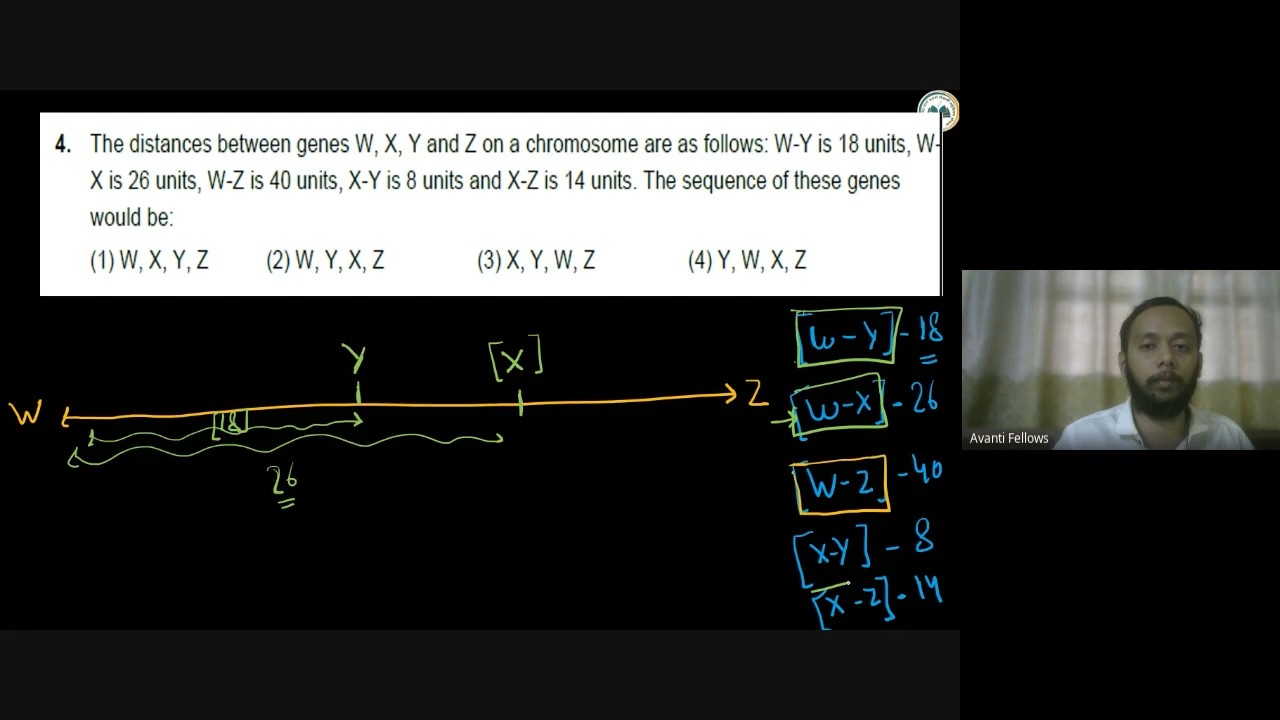 4. The distances between genes W, X, Y and Z on a chromosome are as follows: W-Y is 18 units, W-
X is 26 units, W-Z is 40 units, X-Y is 8 units and X-Z is 14 units. The sequence of these genes
would be:
(1) W, X, Y, Z (2) W, Y, X, Z (3) X, Y, W, Z (4) Y, W, X, Z
[W-Y] - 18
Y [X]
W Z
[W-X] - 26
[18]
26
[W-Z] - 40
[X-Y] - 8
[X-Z] - 14
Avanti Fellows